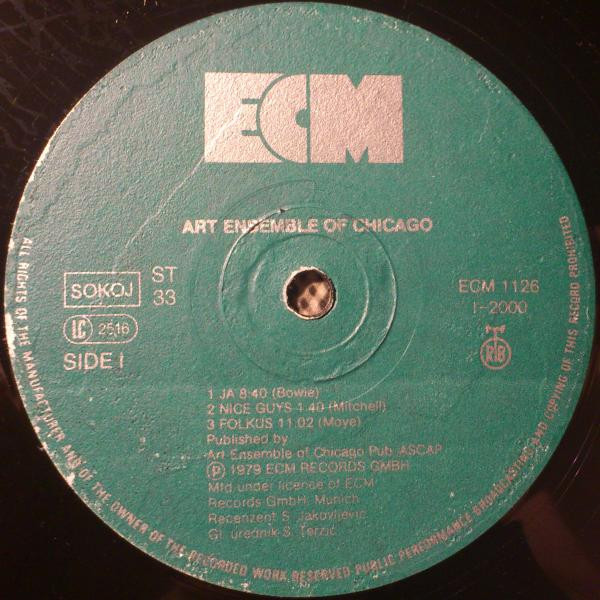 ECM
ART ENSEMBLE OF CHICAGO
SOKOJ
ST
33
LC 2516
SIDE I
ECM 1126
I-2000
RTB
1 JA 8:40 (Bowie)
2 NICE GUYS 1.40 (Mitchell)
3 FOLKUS 11.02 (Moye)
Published by
Art Ensemble of Chicago Pub. ASC&P
Ⓟ 1979 ECM RECORDS GMBH
Mfd under licence of ECM
Records GmbH, Munich
Recenzent S. Jakovljević
Gl. urednik S. Terzić
ALL RIGHTS OF THE MANUFACTURER AND OF THE OWNER OF THE RECORDED WORK RESERVED PUBLIC PERFORMANCE BROADCASTING AND COPYING OF THIS RECORD PROHIBITED